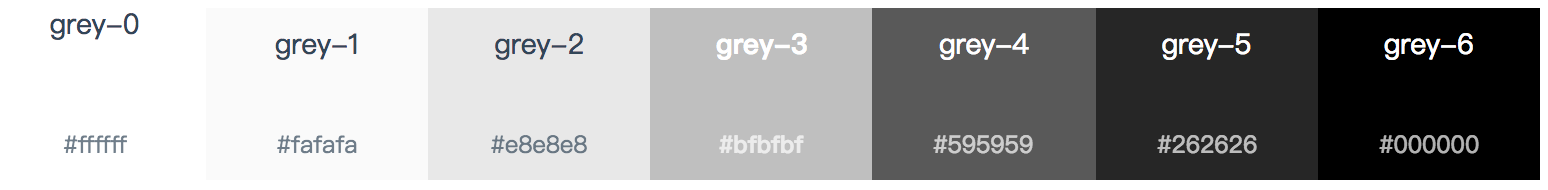 grey–0
grey–1
grey–2
grey–3
grey–4
grey–5
grey–6
#ffffff
#fafafa
#e8e8e8
#bfbfbf
#595959
#262626
#000000